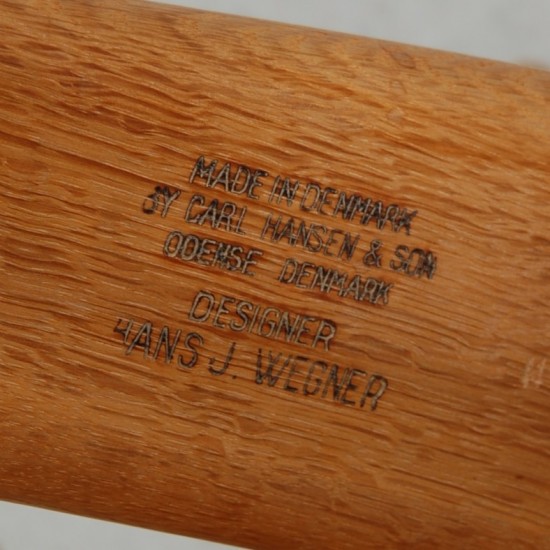 MADE IN DENMARK
BY CARL HANSEN & SON
ODENSE DENMARK
DESIGNER
HANS J. WEGNER